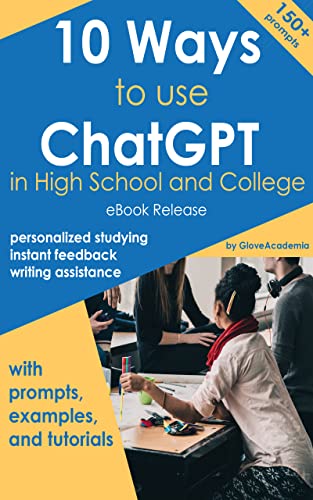 150+
prompts
10 Ways
to use
ChatGPT
in High School and College
eBook Release
personalized studying
instant feedback
writing assistance
by GloveAcademia
with
prompts,
examples,
and tutorials